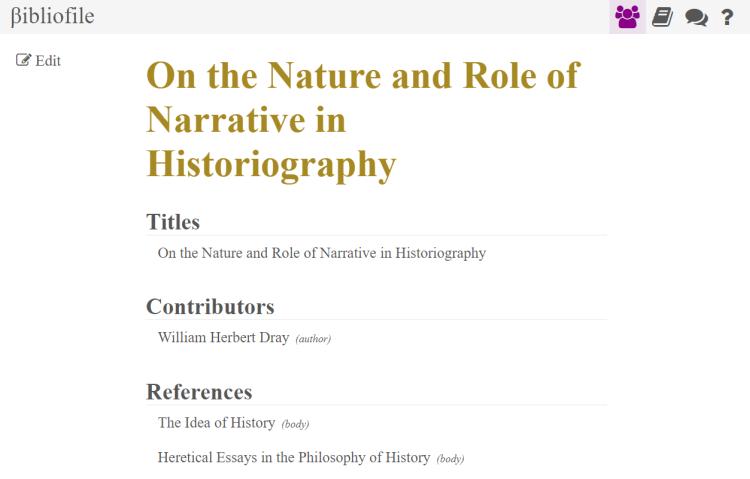 βibliofile
?
Edit
On the Nature and Role of
Narrative in
Historiography
Titles
On the Nature and Role of Narrative in Historiography
Contributors
William Herbert Dray (author)
References
The Idea of History (body)
Heretical Essays in the Philosophy of History (body)